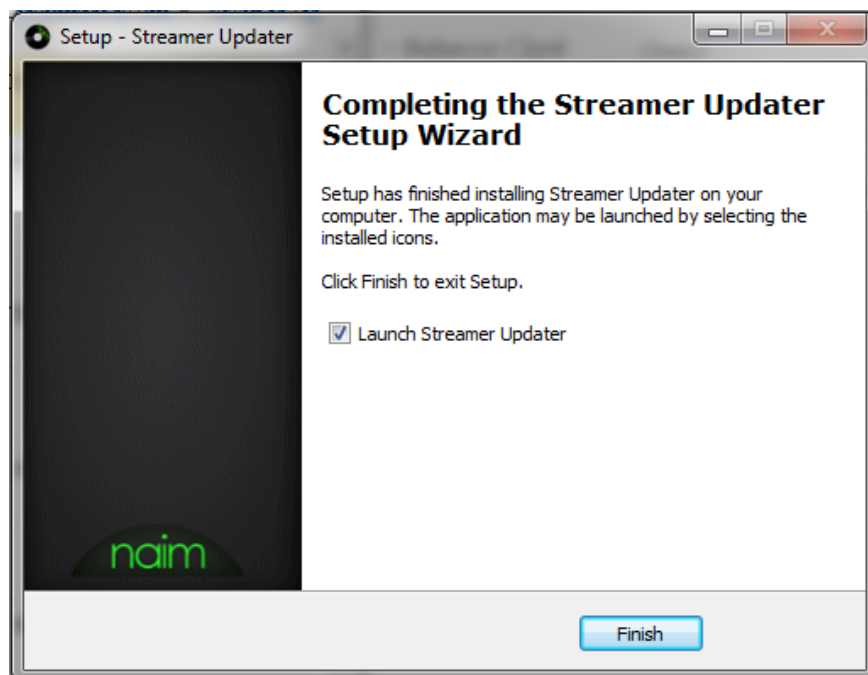 Setup - Streamer Updater
Completing the Streamer Updater
Setup Wizard
Setup has finished installing Streamer Updater on your
computer. The application may be launched by selecting the
installed icons.
Click Finish to exit Setup.
Launch Streamer Updater
naim
Finish